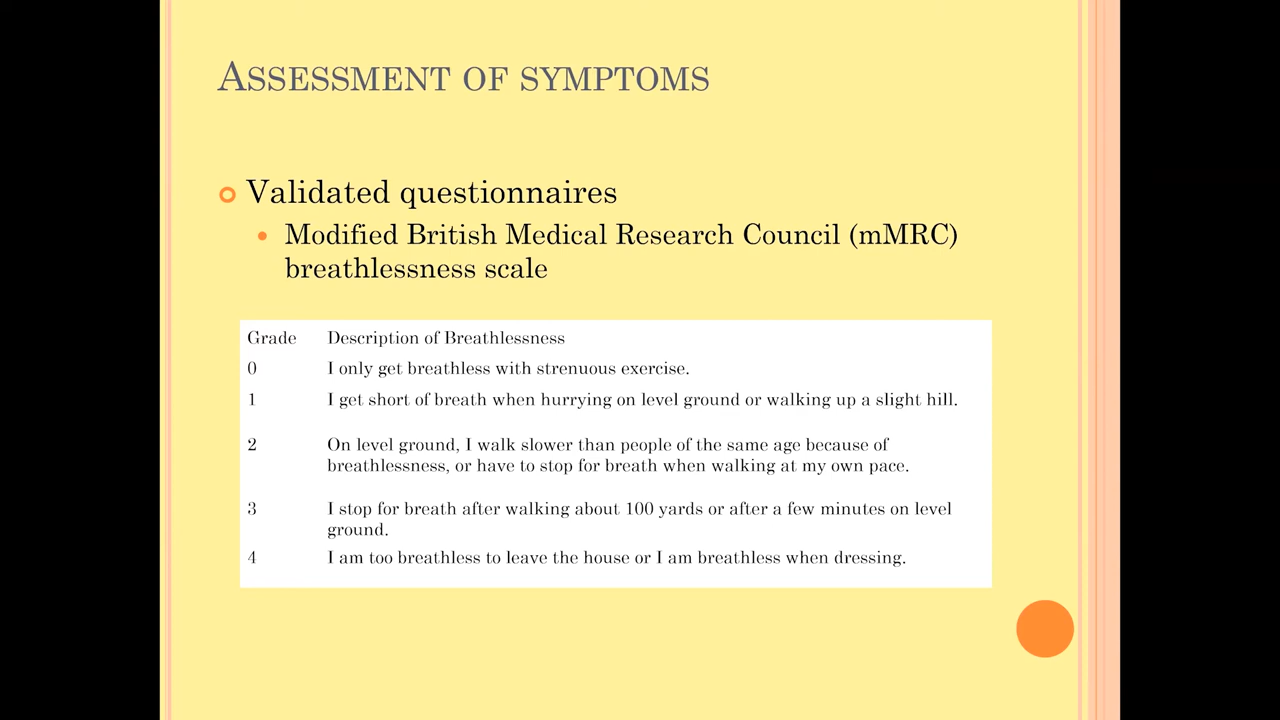 ASSESSMENT OF SYMPTOMS
Validated questionnaires
Modified British Medical Research Council (mMRC)
breathlessness scale
Grade Description of Breathlessness
0 I only get breathless with strenuous exercise.
1 I get short of breath when hurrying on level ground or walking up a slight hill.
2 On level ground, I walk slower than people of the same age because of
breathlessness, or have to stop for breath when walking at my own pace.
3 I stop for breath after walking about 100 yards or after a few minutes on level
ground.
4 I am too breathless to leave the house or I am breathless when dressing.